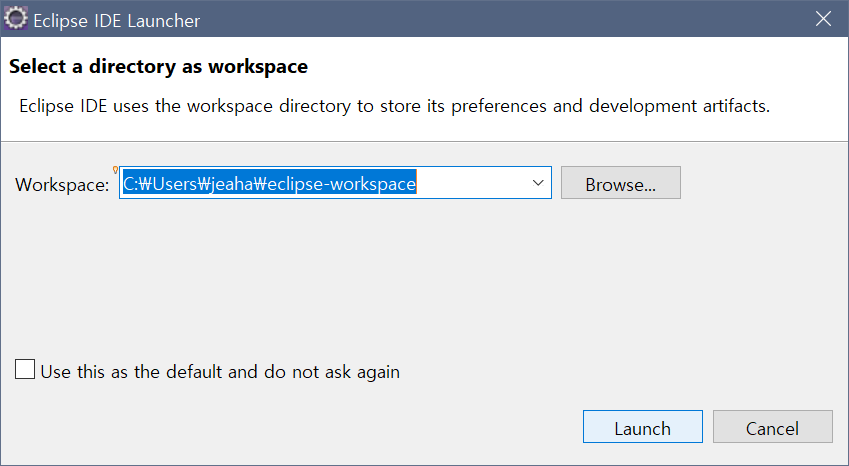 Eclipse IDE Launcher
Select a directory as workspace
Eclipse IDE uses the workspace directory to store its preferences and development artifacts.
Workspace: C:₩Users₩jeaha₩eclipse-workspace Browse...
Use this as the default and do not ask again
Launch Cancel